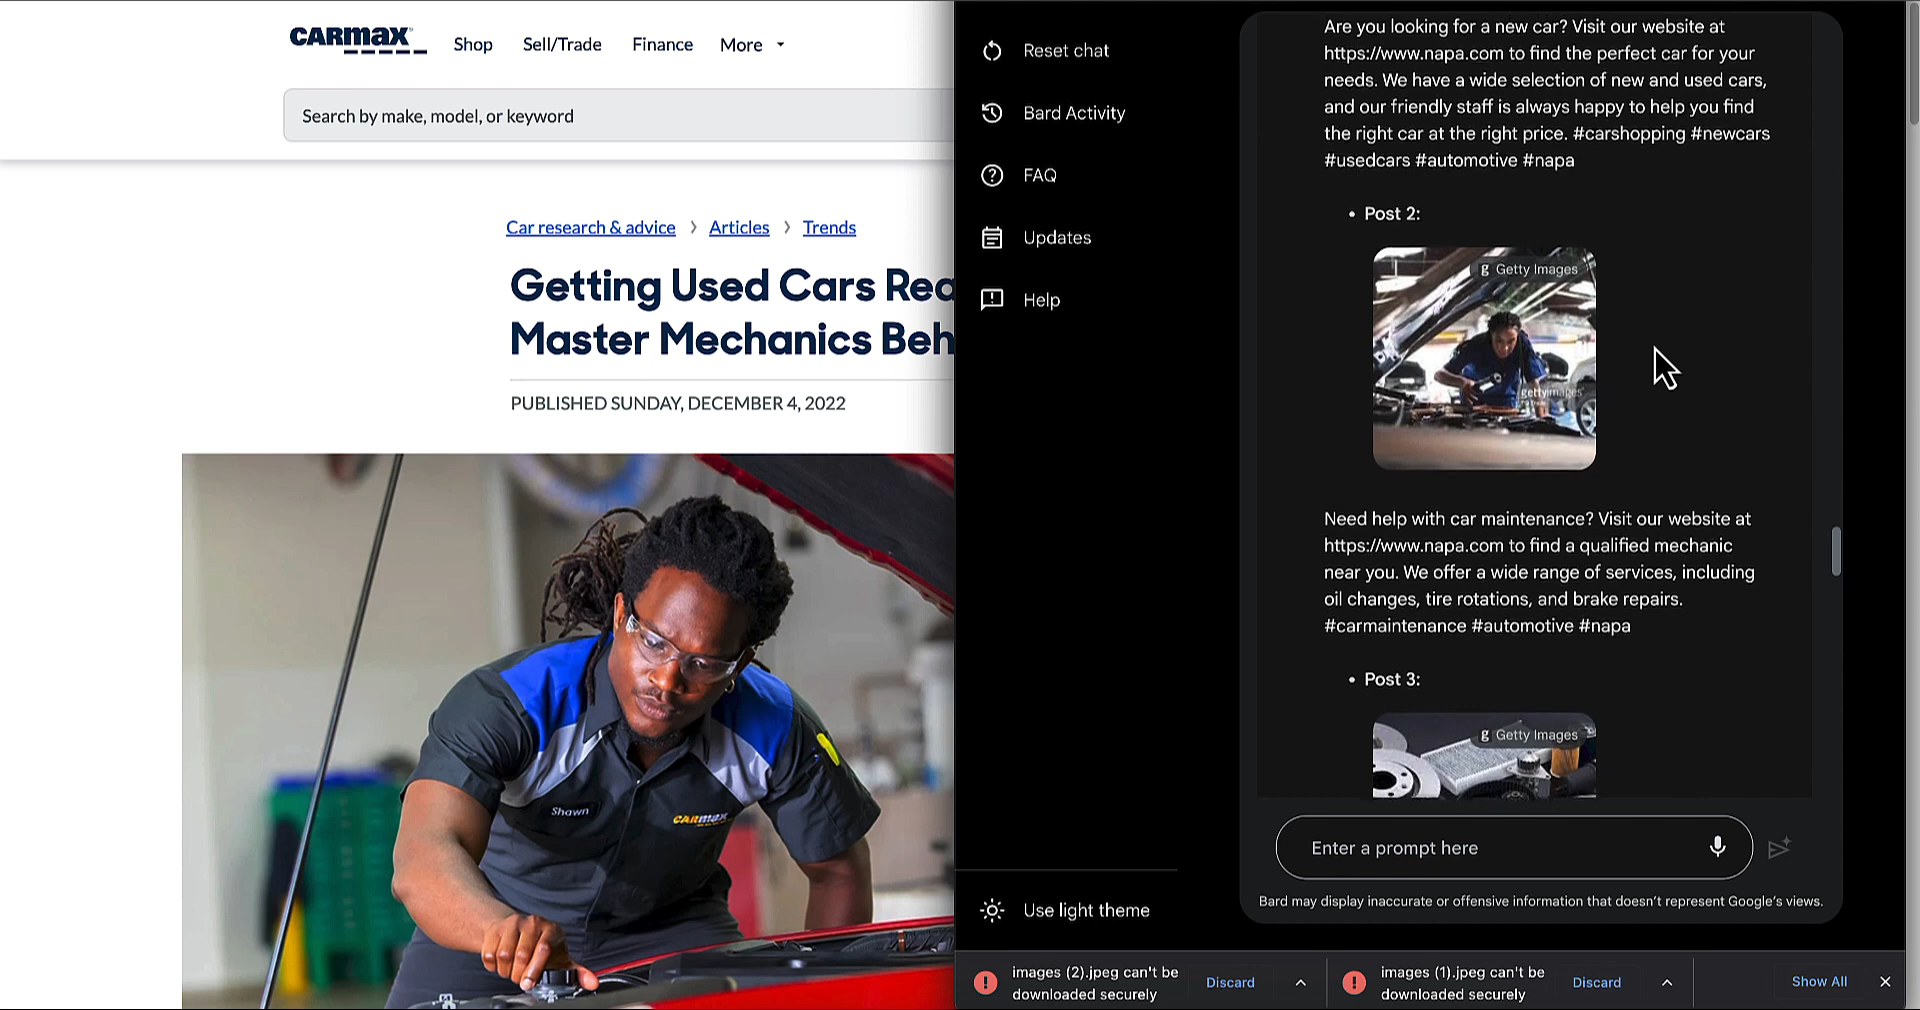 CARMAX
Shop
Sell/Trade
Finance
More
Search by make, model, or keyword
Car research & advice
Articles
Trends
Getting Used Cars Rea
Master Mechanics Beh
PUBLISHED SUNDAY, DECEMBER 4, 2022
Shawn
CARMAX
Reset chat
Bard Activity
FAQ
Updates
Help
Use light theme
Are you looking for a new car? Visit our website at
https://www.napa.com to find the perfect car for your
needs. We have a wide selection of new and used cars,
and our friendly staff is always happy to help you find
the right car at the right price. #carshopping #newcars
#usedcars #automotive #napa
• Post 2:
g Getty Images
gettyimages
Need help with car maintenance? Visit our website at
https://www.napa.com to find a qualified mechanic
near you. We offer a wide range of services, including
oil changes, tire rotations, and brake repairs.
#carmaintenance #automotive #napa
• Post 3:
g Getty Images
Enter a prompt here
Bard may display inaccurate or offensive information that doesn't represent Google's views.
images (2).jpeg can't be
downloaded securely
Discard
images (1).jpeg can't be
downloaded securely
Discard
Show All